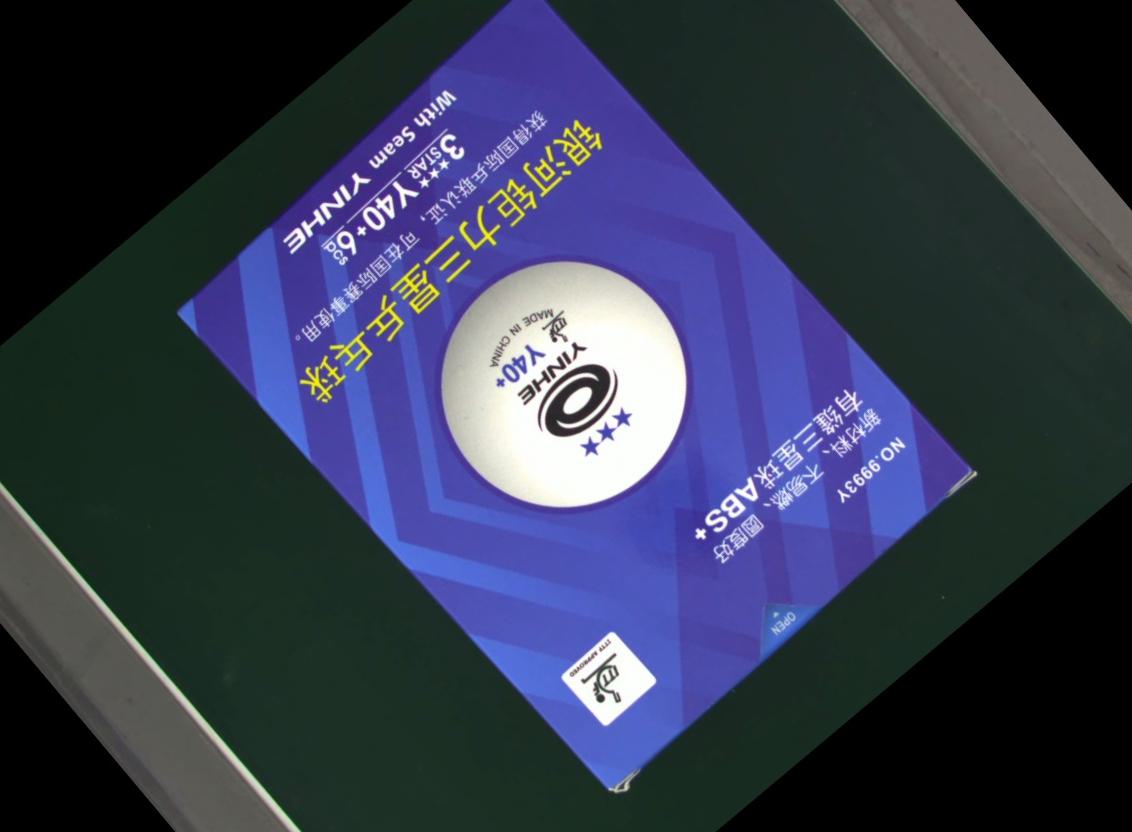 With Seam YINHE
3 STAR
Y40+ 6
获得国际乒联认证，可在国际赛事使用。
银河钜力三星乒乓球
MADE IN CHINA
Y40+
YINHE
有缝三星球ABS+
新材料、不易燃、圆度好
NO.9993Y
OPEN
ITTF APPROVED